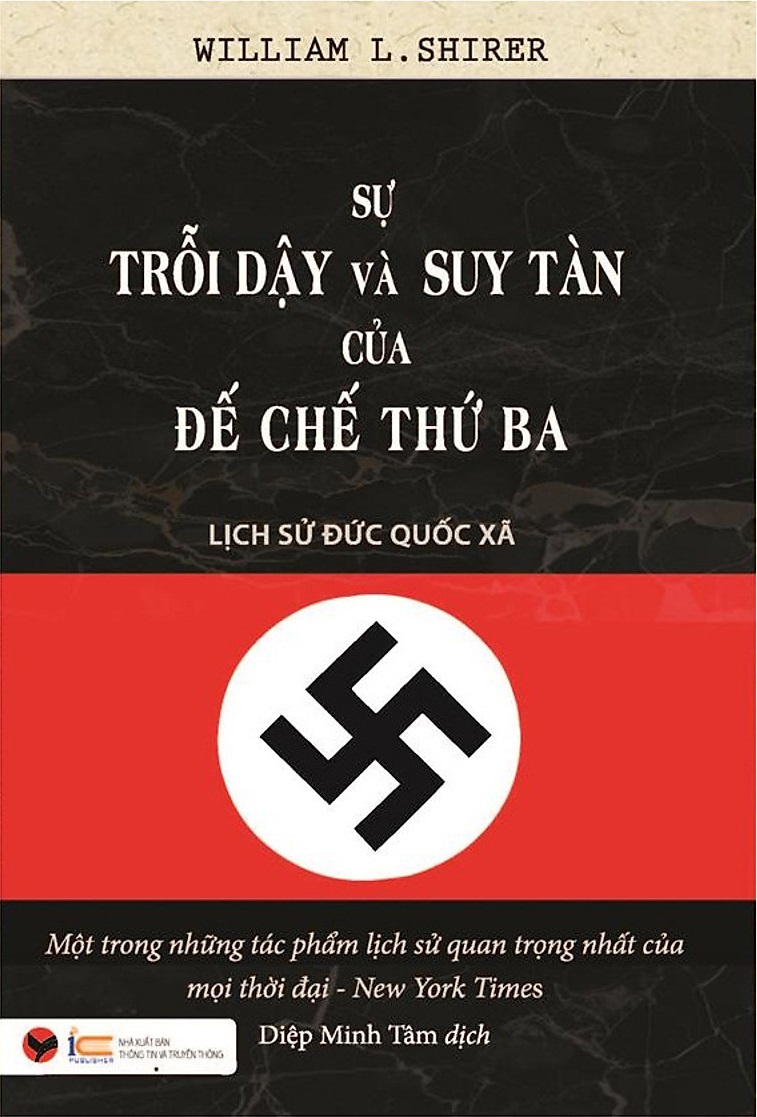 WILLIAM L. SHIRER
SỰ
TRỖI DẬY VÀ SUY TÀN
CỦA
ĐẾ CHẾ THỨ BA
LỊCH SỬ ĐỨC QUỐC XÃ
Một trong những tác phẩm lịch sử quan trọng nhất của
mọi thời đại - New York Times
Diệp Minh Tâm dịch
ic
PUBLISHER
NHÀ XUẤT BẢN
THÔNG TIN VÀ TRUYỀN THÔNG